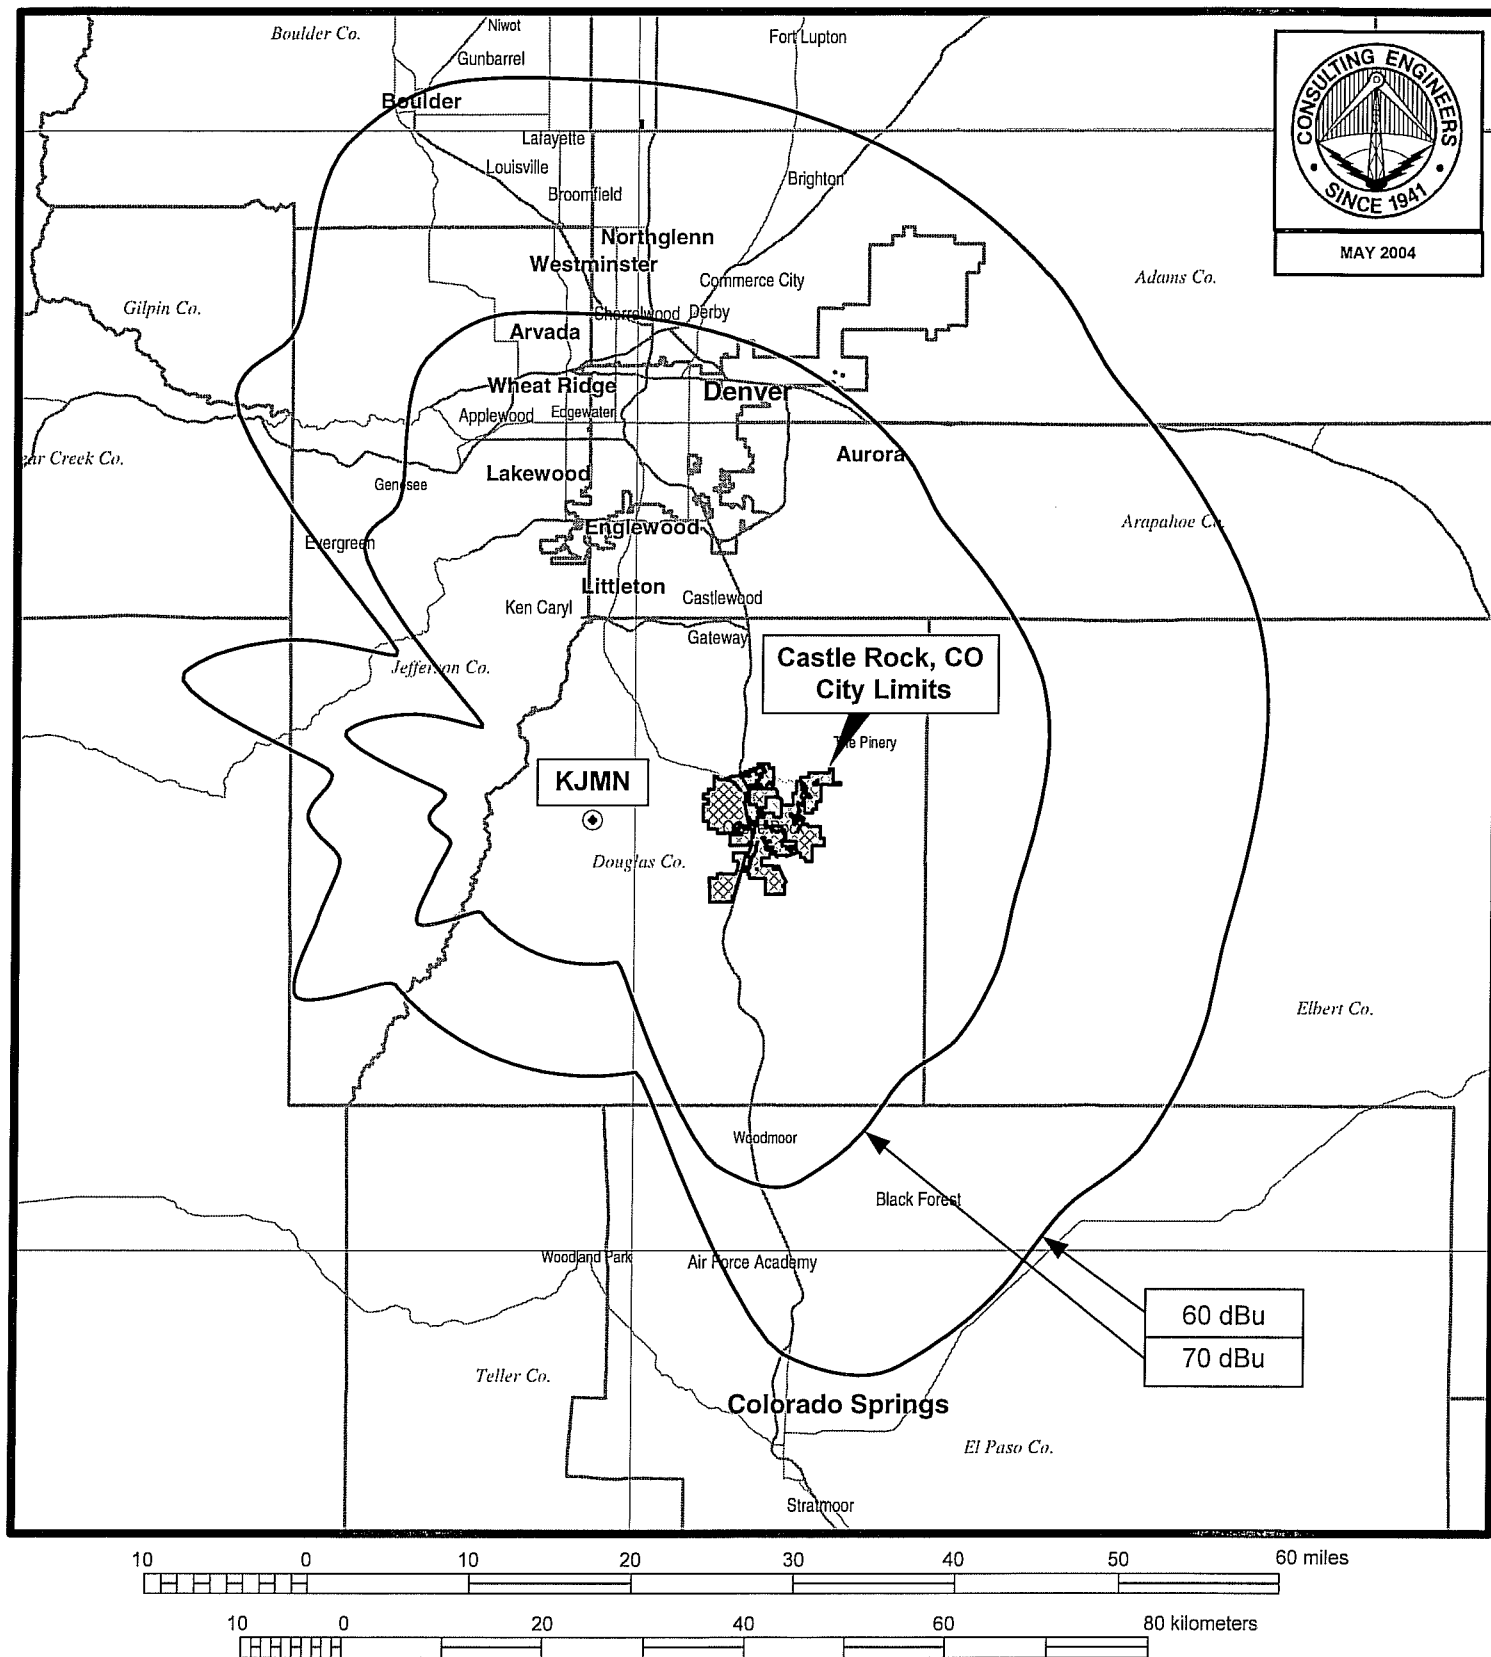 Boulder Co.
Niwot
Fort Lupton
Gunbarrel
Boulder
CONSULTING ENGINEERS
• SINCE 1941 •
MAY 2004
Lafayette
Louisville
Broomfield
Brighton
Northglenn
Westminster
Commerce City
Adams Co.
Gilpin Co.
Sherrelwood
Derby
Arvada
Wheat Ridge
Denver
Applewood
Edgewater
Aurora
ear Creek Co.
Lakewood
Genesee
Englewood
Arapahoe Co.
Evergreen
Littleton
Ken Caryl
Castlewood
Gateway
Castle Rock, CO
City Limits
Jefferson Co.
The Pinery
KJMN
Douglas Co.
Elbert Co.
Woodmoor
Black Forest
Woodland Park
Air Force Academy
60 dBu
70 dBu
Teller Co.
Colorado Springs
El Paso Co.
Stratmoor
10 0 10 20 30 40 50 60 miles
10 0 20 40 60 80 kilometers